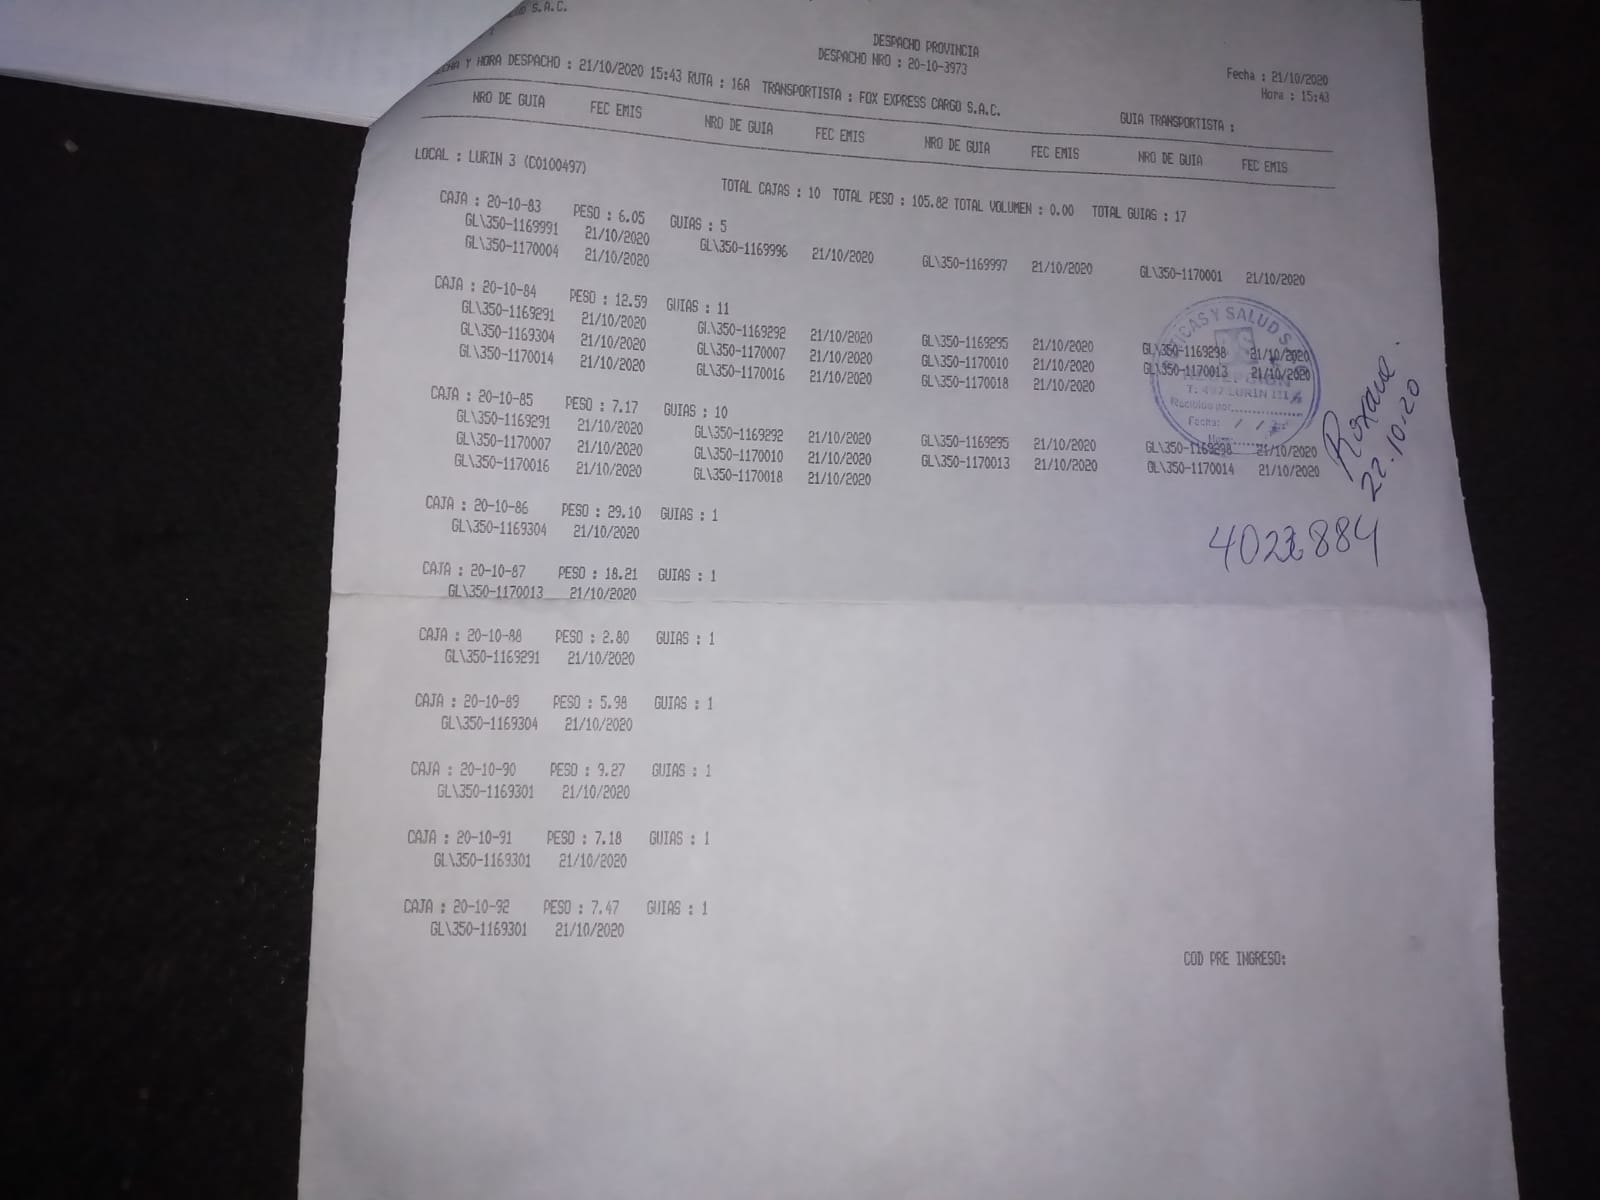 S.A.C.
DESPACHO PROVINCIA
DESPACHO NRO : 20-10-3973
Fecha : 21/10/2020
Hora : 15:43
Y HORA DESPACHO : 21/10/2020 15:43 RUTA : 16A TRANSPORTISTA : FOX EXPRESS CARGO S.A.C.
GUIA TRANSPORTISTA :
NRO DE GUIA FEC EMIS NRO DE GUIA FEC EMIS NRO DE GUIA FEC EMIS NRO DE GUIA FEC EMIS
LOCAL : LURIN 3 (C0100497)
TOTAL CAJAS : 10 TOTAL PESO : 105.82 TOTAL VOLUMEN : 0.00 TOTAL GUIAS : 17
CAJA : 20-10-83 PESO : 6.05 GUIAS : 5
GL\350-1169991 21/10/2020 GL\350-1169996 21/10/2020 GL\350-1169997 21/10/2020 GL\350-1170001 21/10/2020
GL\350-1170004 21/10/2020
CAJA : 20-10-84 PESO : 12.59 GUIAS : 11
GL\350-1169291 21/10/2020 GL\350-1169292 21/10/2020 GL\350-1169295 21/10/2020 GL\350-1169298 21/10/2020
GL\350-1169304 21/10/2020 GL\350-1170007 21/10/2020 GL\350-1170010 21/10/2020 GL\350-1170013 21/10/2020
GL\350-1170014 21/10/2020 GL\350-1170016 21/10/2020 GL\350-1170018 21/10/2020
CAJA : 20-10-85 PESO : 7.17 GUIAS : 10
GL\350-1169291 21/10/2020 GL\350-1169292 21/10/2020 GL\350-1169295 21/10/2020 GL\350-1169298 21/10/2020
GL\350-1170007 21/10/2020 GL\350-1170010 21/10/2020 GL\350-1170013 21/10/2020 GL\350-1170014 21/10/2020
GL\350-1170016 21/10/2020 GL\350-1170018 21/10/2020
FICAS Y SALUD S
RECEPCION
LURIN III
Recibido por
Fecha: / /
Roxana.
22.10.20
CAJA : 20-10-86 PESO : 29.10 GUIAS : 1
GL\350-1169304 21/10/2020
CAJA : 20-10-87 PESO : 18.21 GUIAS : 1
GL\350-1170013 21/10/2020
CAJA : 20-10-88 PESO : 2.80 GUIAS : 1
GL\350-1169291 21/10/2020
CAJA : 20-10-89 PESO : 5.98 GUIAS : 1
GL\350-1169304 21/10/2020
CAJA : 20-10-90 PESO : 9.27 GUIAS : 1
GL\350-1169301 21/10/2020
CAJA : 20-10-91 PESO : 7.18 GUIAS : 1
GL\350-1169301 21/10/2020
CAJA : 20-10-92 PESO : 7.47 GUIAS : 1
GL\350-1169301 21/10/2020
COD PRE INGRESO: